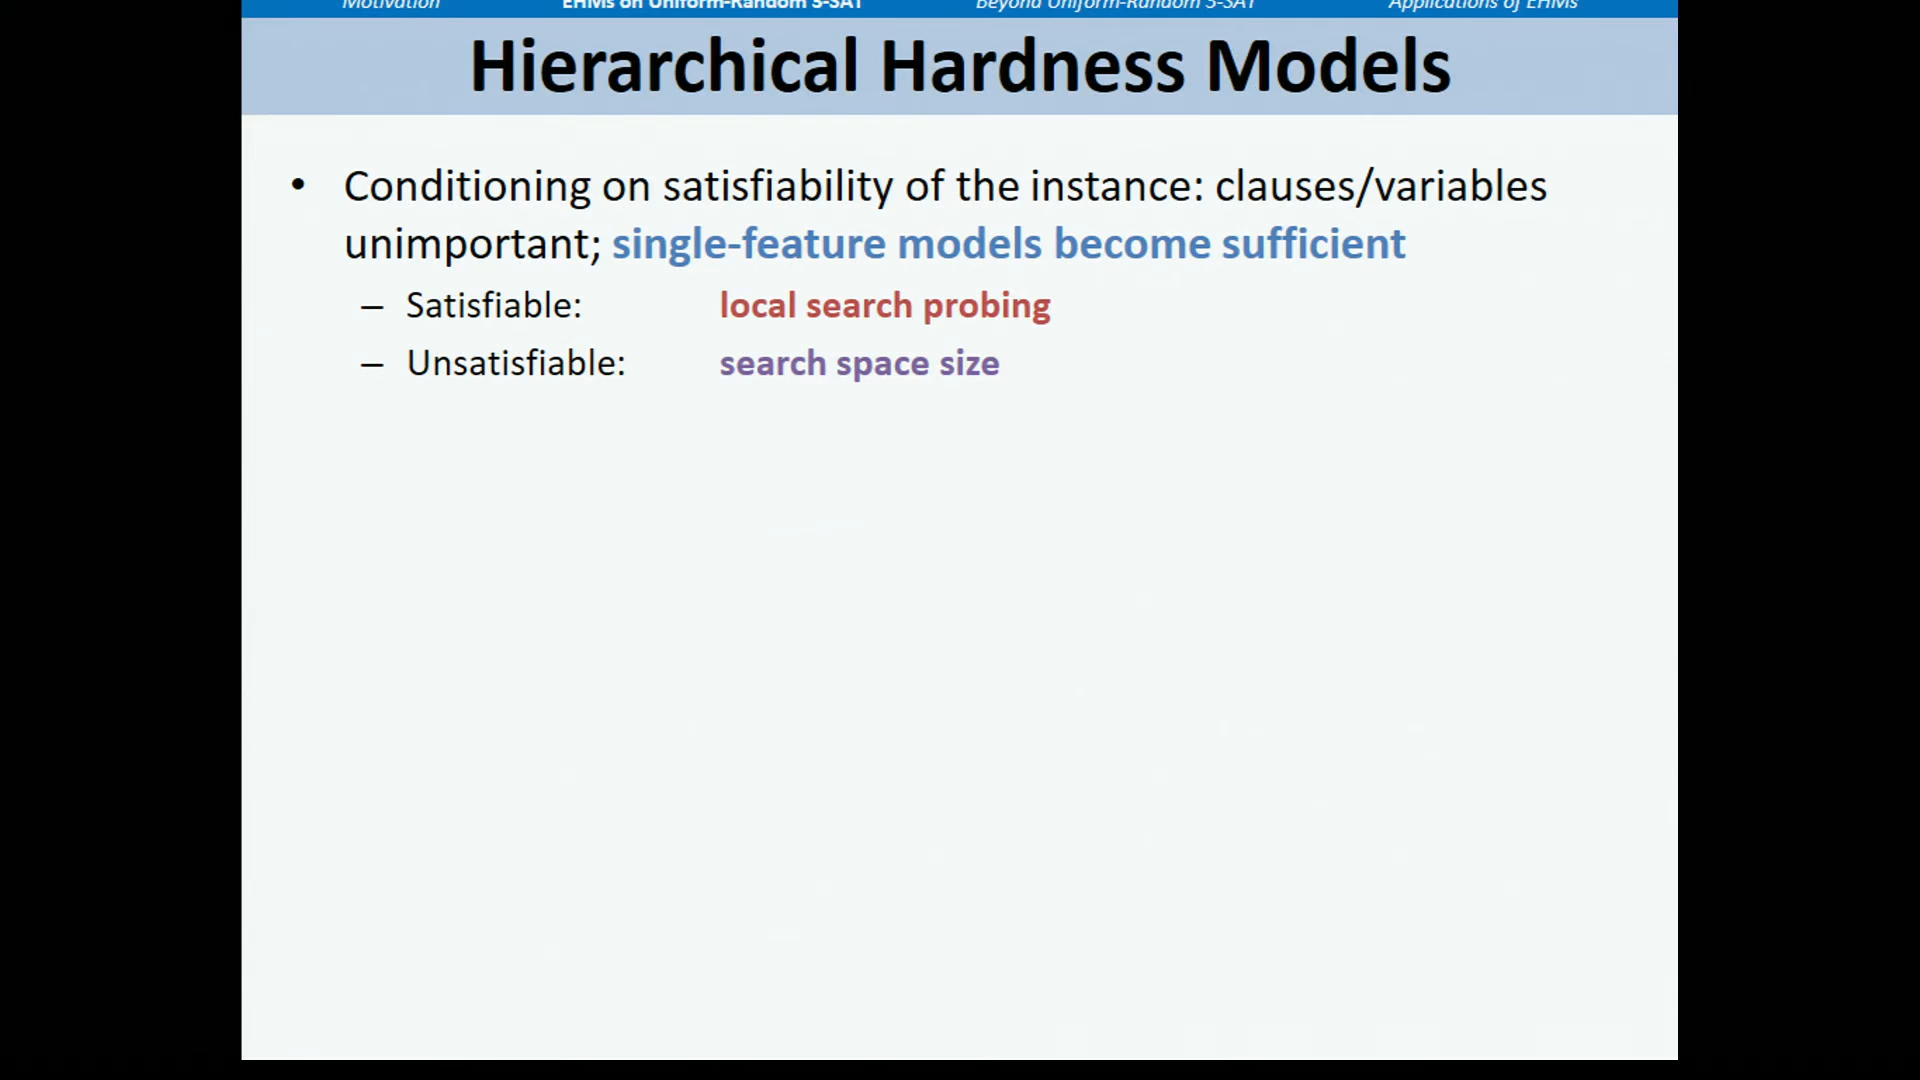 Motivation EHMs on Uniform-Random 3-SAT Beyond Uniform-Random 3-SAT Applications of EHMs
Hierarchical Hardness Models
• Conditioning on satisfiability of the instance: clauses/variables
unimportant; single-feature models become sufficient
– Satisfiable: local search probing
– Unsatisfiable: search space size